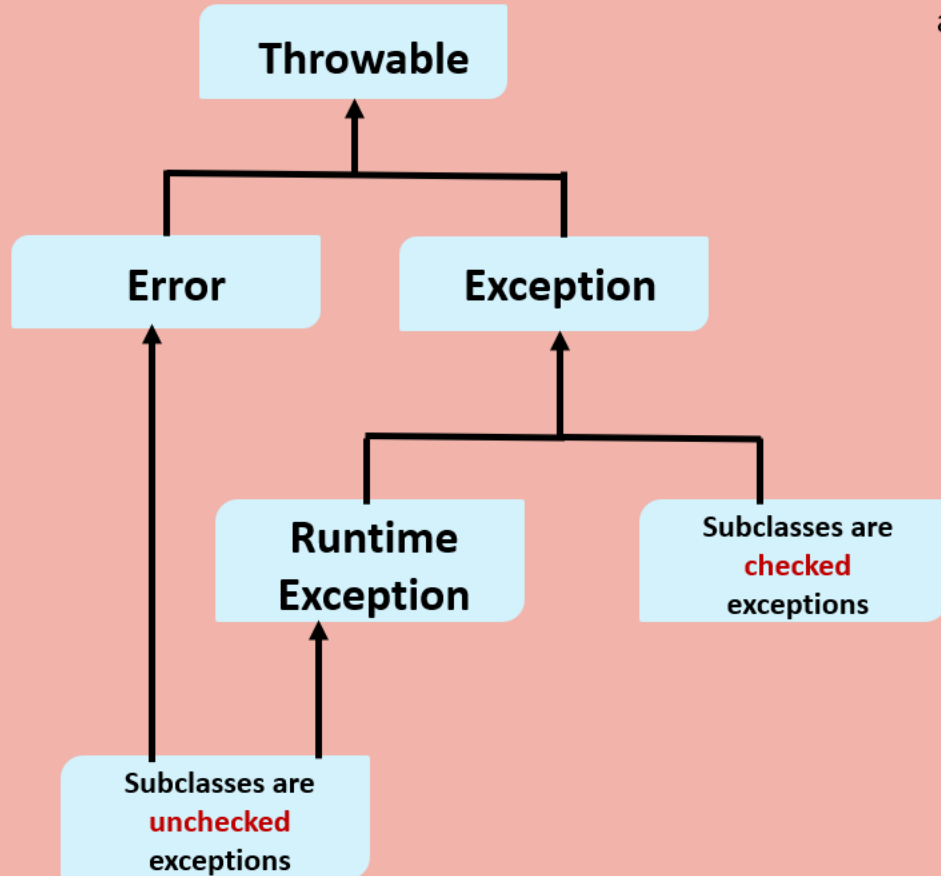 a
Throwable
Error
Exception
Runtime
Exception
Subclasses are
checked
exceptions
Subclasses are
unchecked
exceptions